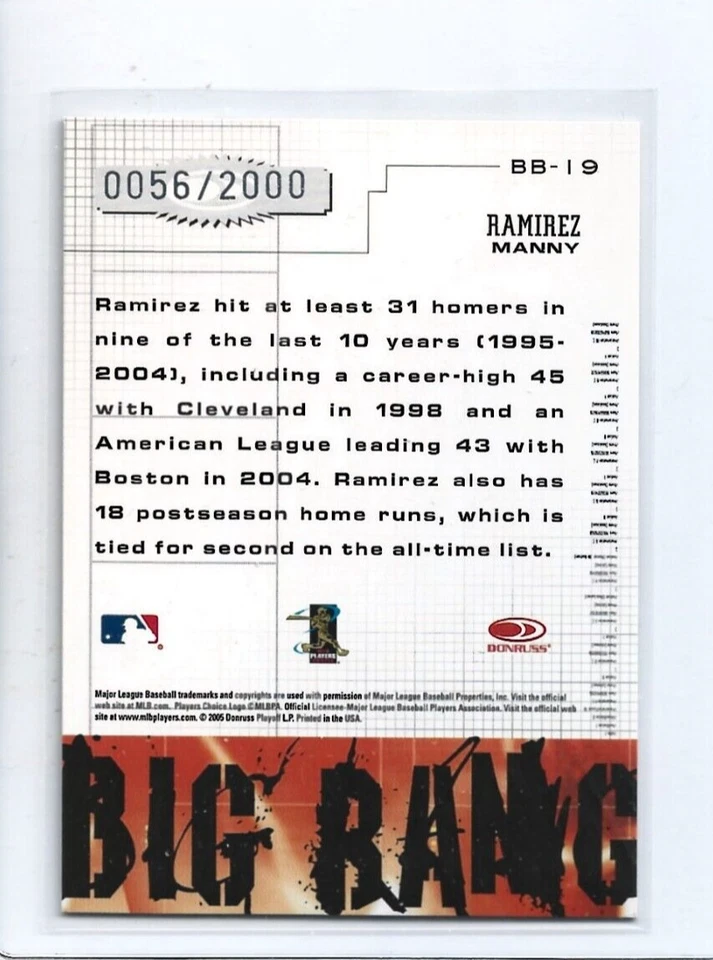 0056/2000
BB-19
RAMIREZ
MANNY
Ramirez hit at least 31 homers in
nine of the last 10 years (1995-
2004), including a career-high 45
with Cleveland in 1998 and an
American League leading 43 with
Boston in 2004. Ramirez also has
18 postseason home runs, which is
tied for second on the all-time list.
PLAYERS
DONRUSS
Major League Baseball trademarks and copyrights are used with permission of Major League Baseball Properties, Inc. Visit the official
web site at MLB.com. Players Choice Logo © MLBPA. Official Licensee-Major League Baseball Players Association. Visit the official web
site at www.mlbplayers.com. © 2005 Donruss Playoff L.P. Printed in the USA.
BIG BANG